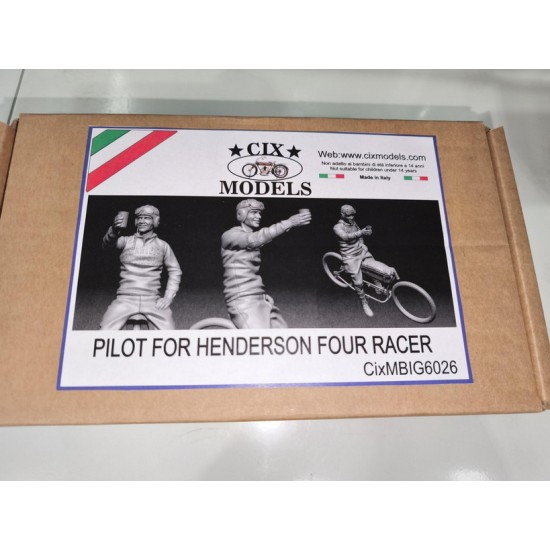 CIX
MODELS
Web:www.cixmodels.com
Non adatto ai bambini di età inferiore a 14 anni
Not suitable for children under 14 years
Made in Italy
PILOT FOR HENDERSON FOUR RACER
CixMBIG6026